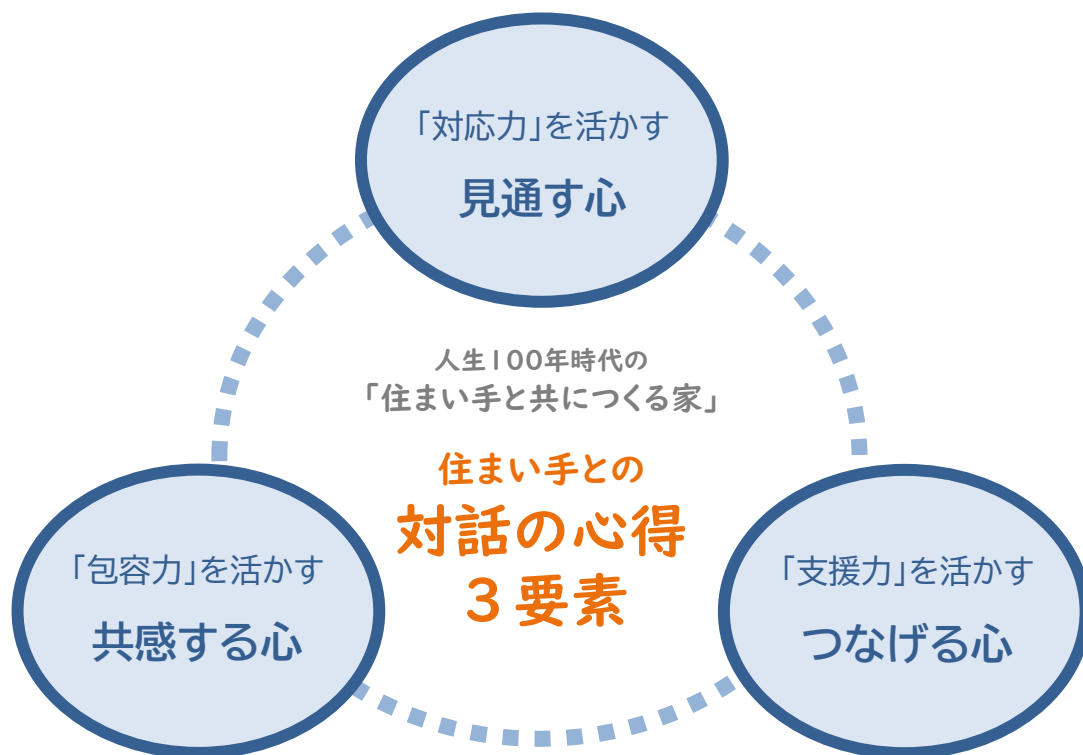 「対応力」を活かす
見通す心
人生100年時代の
「住まい手と共につくる家」
住まい手との
対話の心得
3要素
「包容力」を活かす
共感する心
「支援力」を活かす
つなげる心